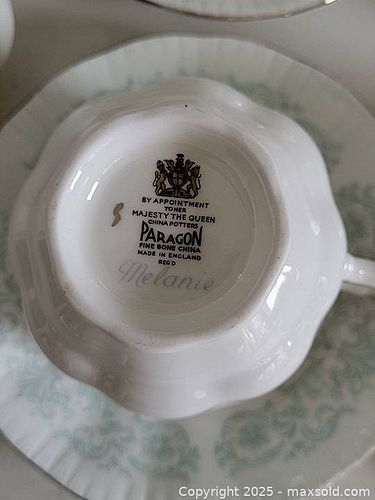 BY APPOINTMENT
TO HER
MAJESTY THE QUEEN
CHINA POTTERS
PARAGON
FINE BONE CHINA
MADE IN ENGLAND
REG'D
Melanie
Copyright 2025 - maxsold.com